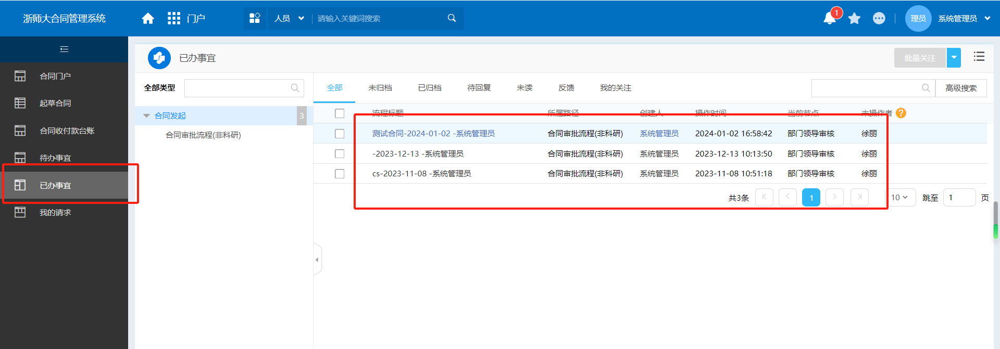 浙师大合同管理系统
门户
人员
请输入关键词搜索
1
理员
系统管理员
合同门户
起草合同
合同收付款台账
待办事宜
已办事宜
我的请求
已办事宜
批量关注
全部类型
合同发起
3
合同审批流程(非科研)
全部 未归档 已归档 待回复 未读 反馈 我的关注
高级搜索
流程标题 所属路径 创建人 操作时间 当前节点 未操作者 ?
测试合同-2024-01-02 -系统管理员 合同审批流程(非科研) 系统管理员 2024-01-02 16:58:42 部门领导审核 徐丽
-2023-12-13 -系统管理员 合同审批流程(非科研) 系统管理员 2023-12-13 10:13:50 部门领导审核 徐丽
cs-2023-11-08 -系统管理员 合同审批流程(非科研) 系统管理员 2023-11-08 10:51:18 部门领导审核 徐丽
共3条 1 10 跳至 1 页